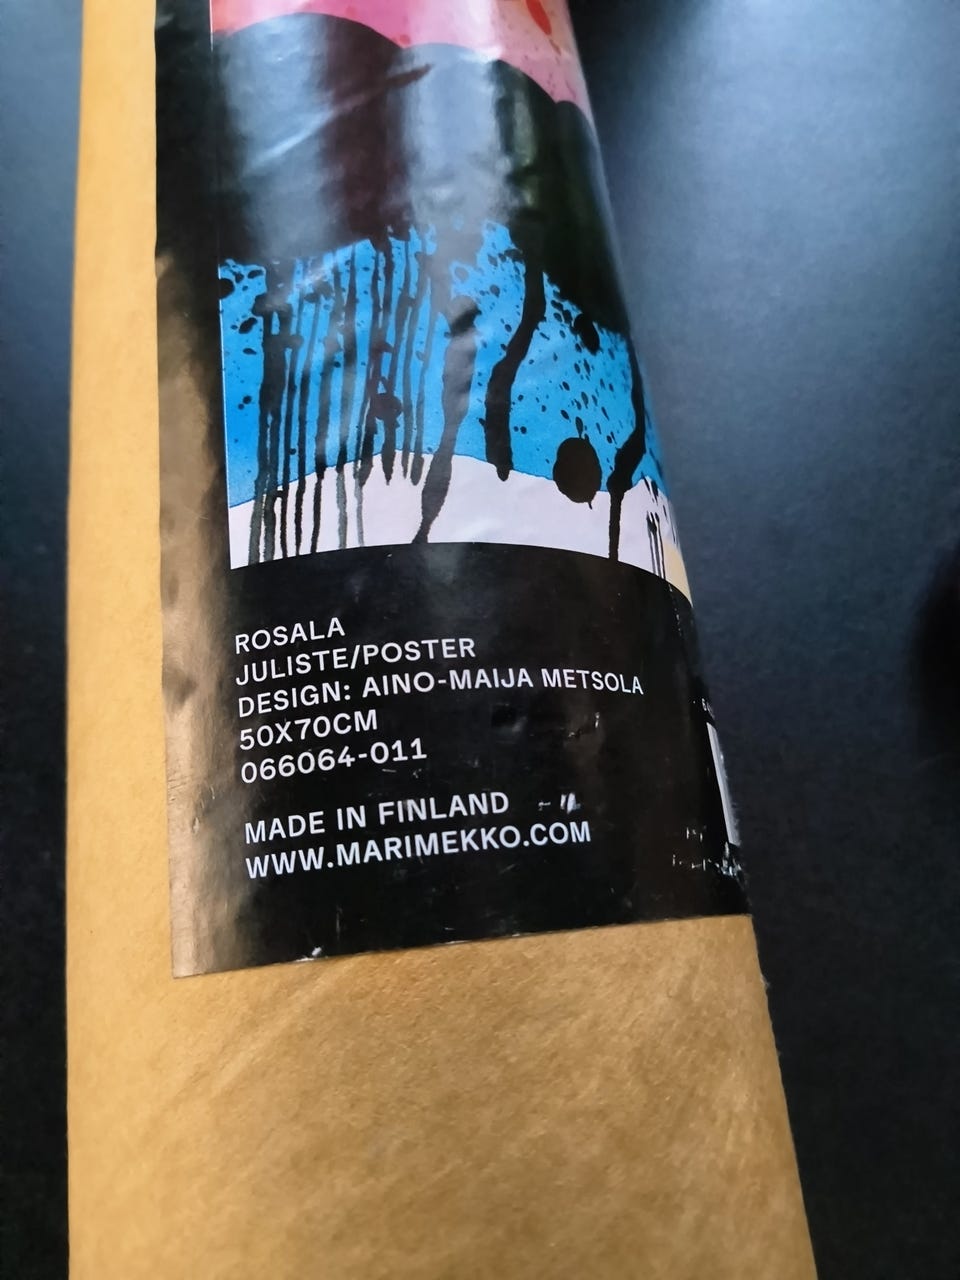 ROSALA
JULISTE/POSTER
DESIGN: AINO-MAIJA METSOLA
50X70CM
066064-011
MADE IN FINLAND
WWW.MARIMEKKO.COM